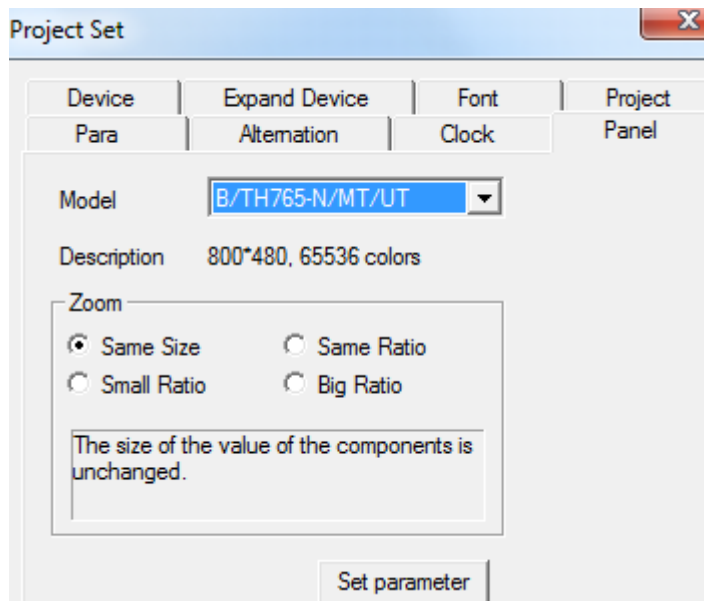 Project Set
Device Expand Device Font Project
Para Alternation Clock Panel
Model B/TH765-N/MT/UT
Description 800*480, 65536 colors
Zoom
Same Size Same Ratio
Small Ratio Big Ratio
The size of the value of the components is
unchanged.
Set parameter